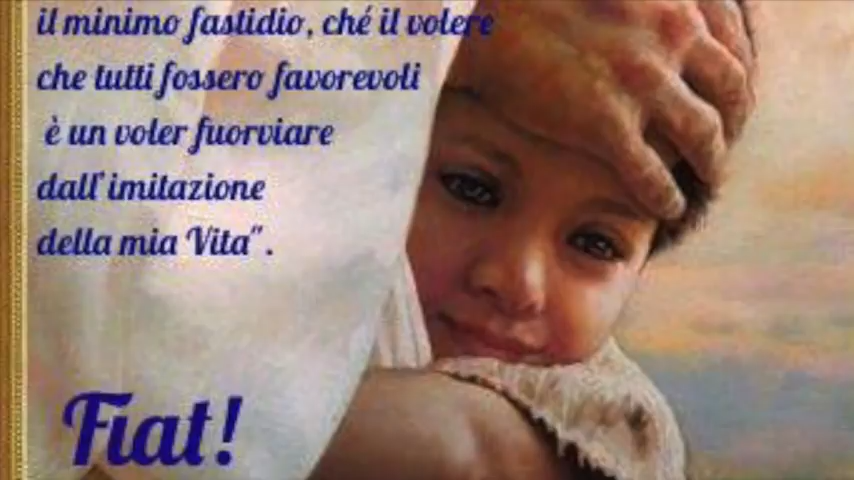 il minimo fastidio, ché il volere
che tutti fossero favorevoli
è un voler fuorviare
dall'imitazione
della mia Vita".
Fiat!